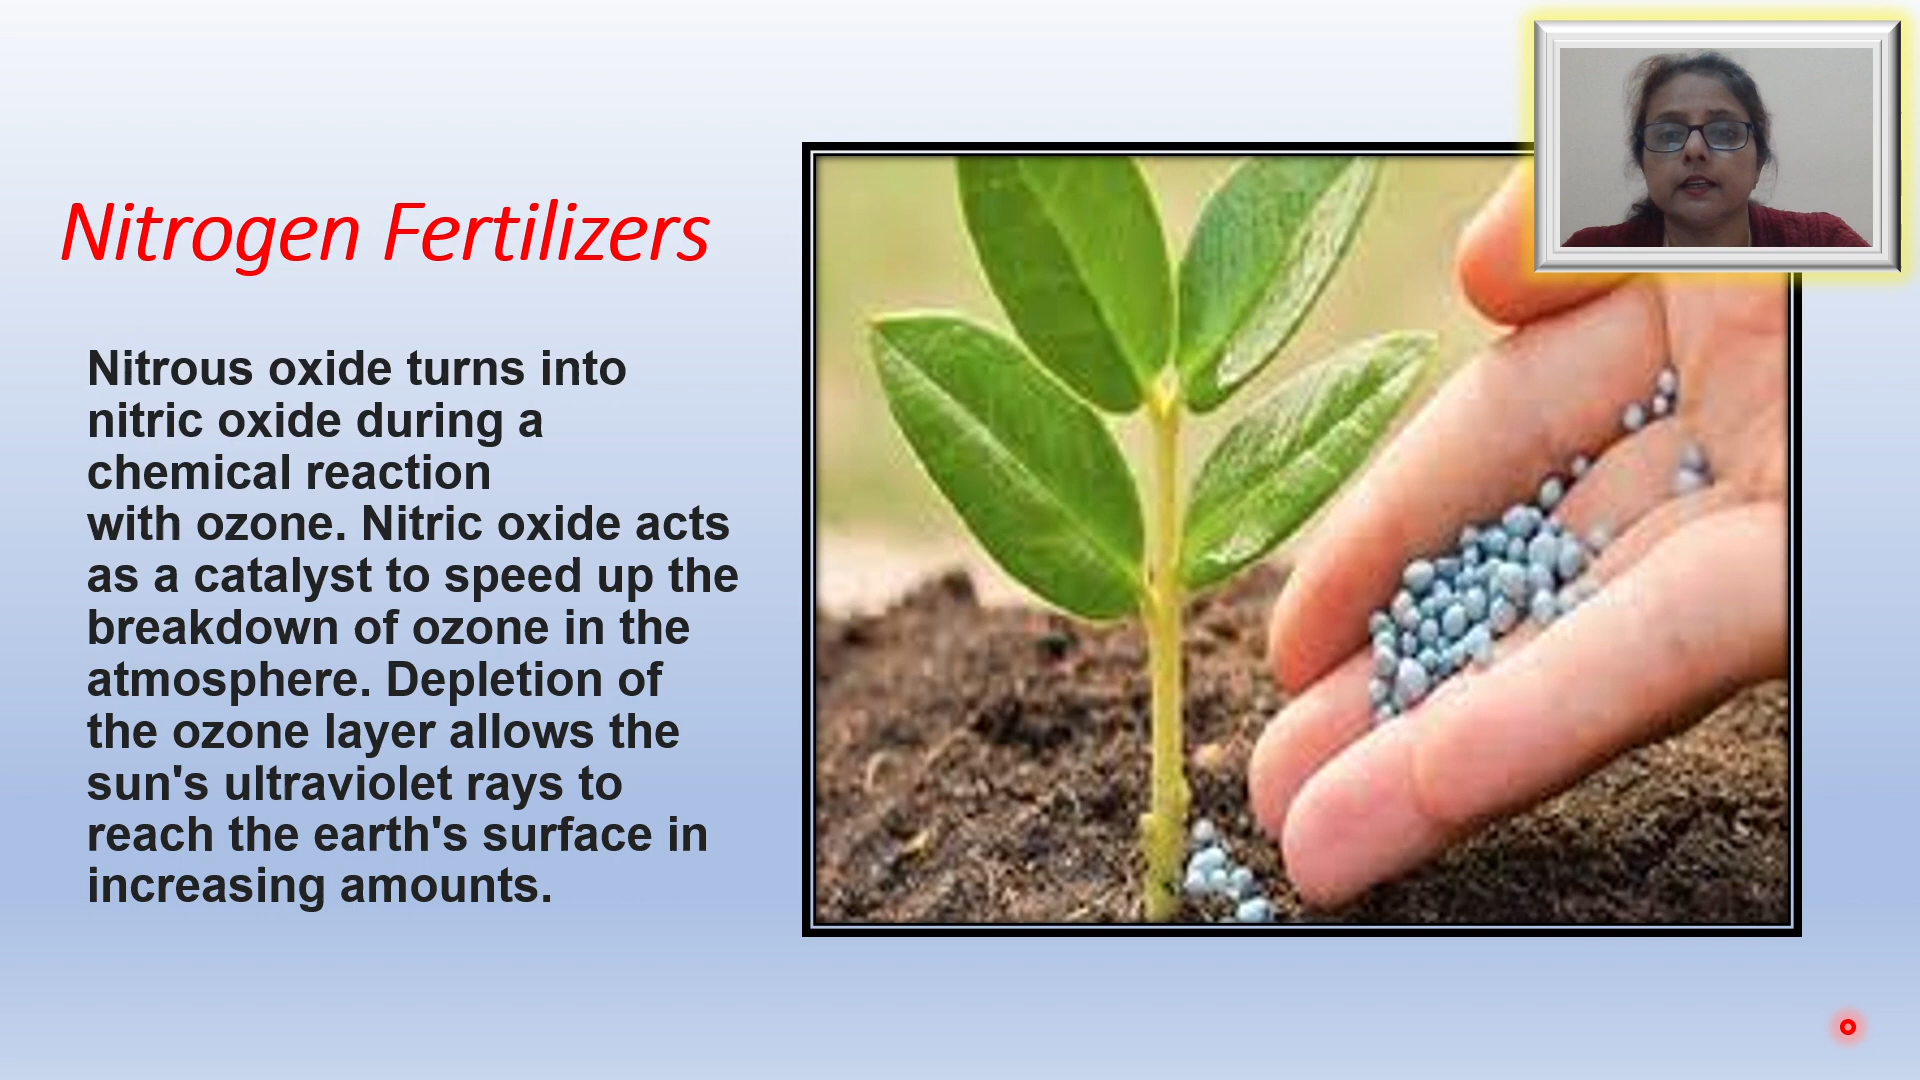 Nitrogen Fertilizers
Nitrous oxide turns into
nitric oxide during a
chemical reaction
with ozone. Nitric oxide acts
as a catalyst to speed up the
breakdown of ozone in the
atmosphere. Depletion of
the ozone layer allows the
sun's ultraviolet rays to
reach the earth's surface in
increasing amounts.